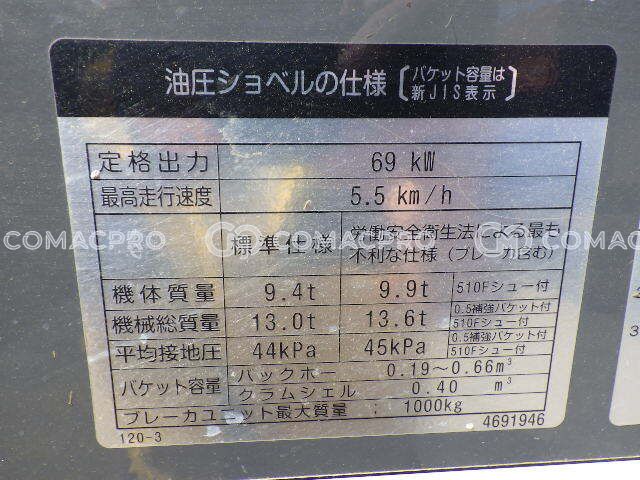 油圧ショベルの仕様〔バケット容量は
新JIS表示〕
定格出力 69 kW
最高走行速度 5.5 km/h
標準仕様 労働安全衛生法による最も
不利な仕様（ブレーカ含む）
機体質量 9.4t 9.9t 510Fシュー付
機械総質量 13.0t 13.6t 0.5補強バケット付
510Fシュー付
平均接地圧 44kPa 45kPa 0.5補強バケット付
510Fシュー付
バケット容量 バックホー : 0.19～0.66m³
クラムシェル : 0.40 m³
ブレーカユニット最大質量 : 1000kg
120-3 4691946
COMACPRO COMACPRO COMACPRO COMACPRO
3